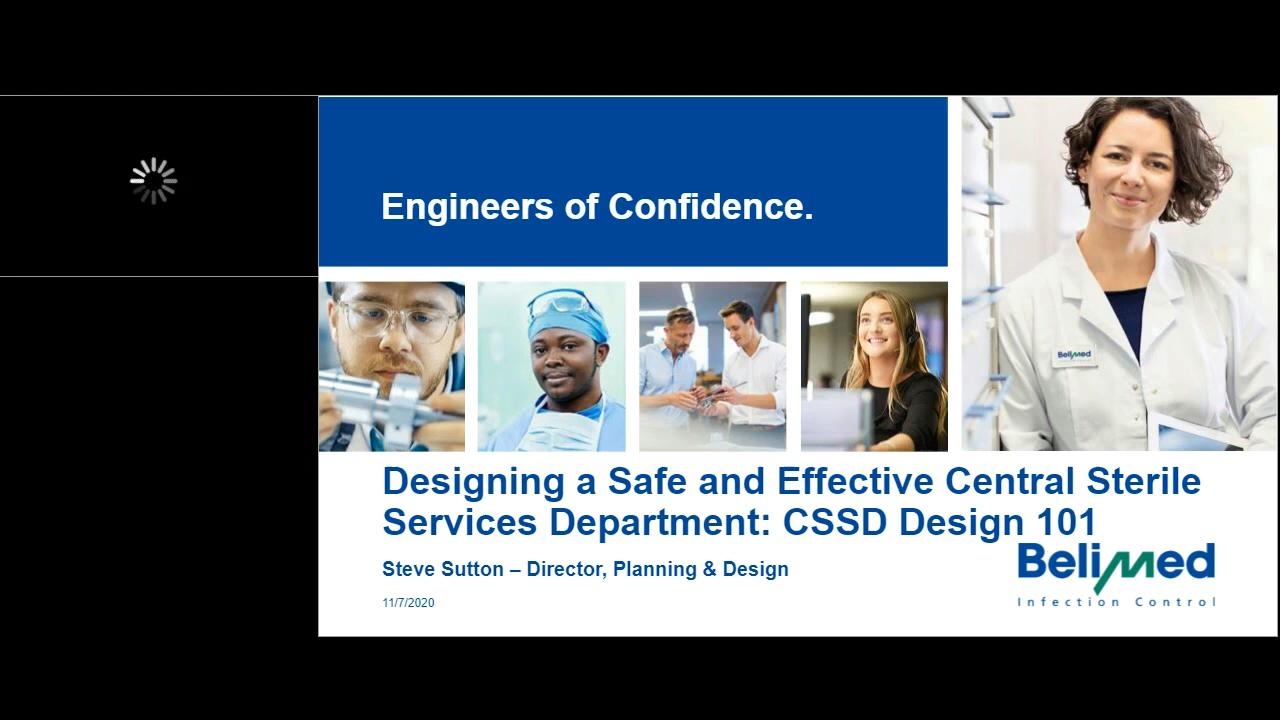 Engineers of Confidence.
Belimed
Designing a Safe and Effective Central Sterile
Services Department: CSSD Design 101
Steve Sutton – Director, Planning & Design
11/7/2020
Belimed
Infection Control